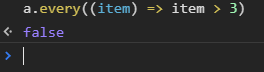 a.every((item) => item > 3)
false